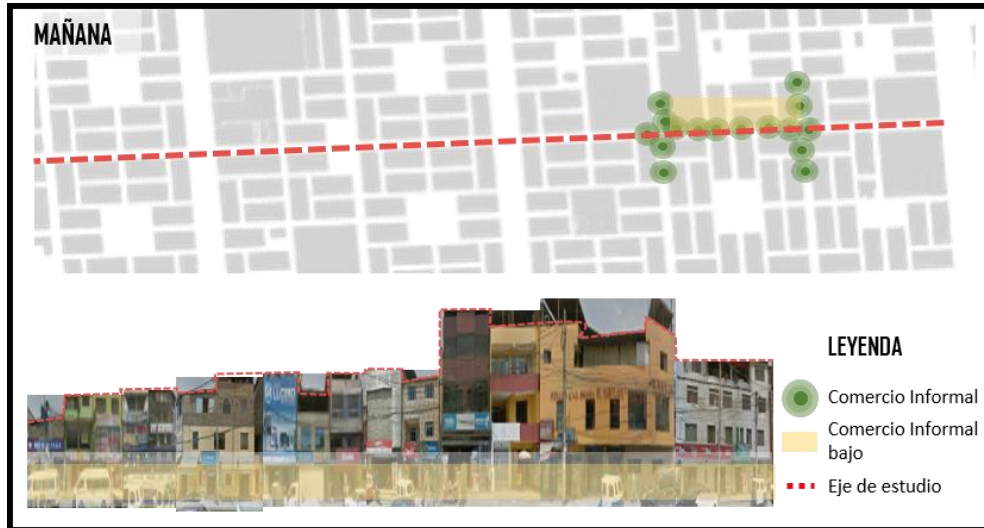 MAÑANA
LEYENDA
Comercio Informal
Comercio Informal
bajo
Eje de estudio